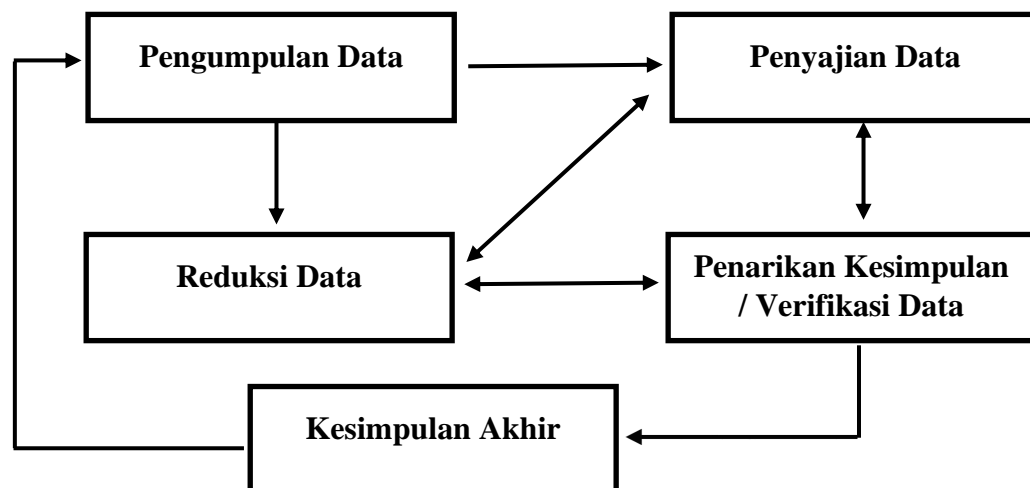 Pengumpulan Data
Penyajian Data
Reduksi Data
Penarikan Kesimpulan
/ Verifikasi Data
Kesimpulan Akhir